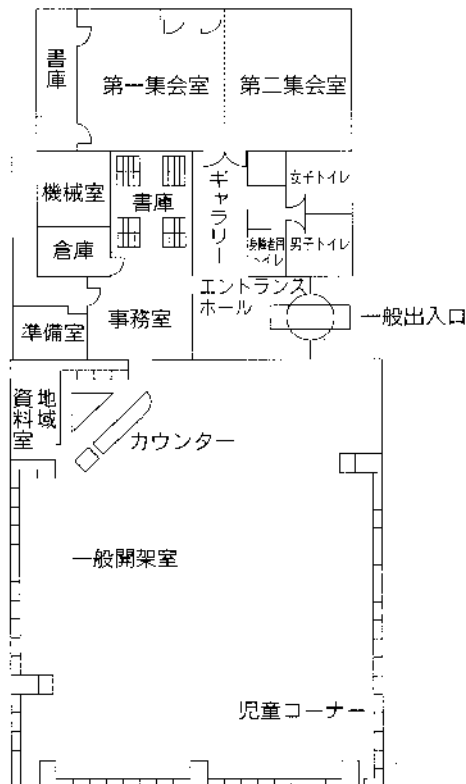 書庫
第一集会室
第二集会室
機械室
書庫
ギャラリー
女子トイレ
倉庫
男子トイレ
エントランス
ホール
一般出入口
準備室
事務室
地域
資料室
カウンター
一般開架室
児童コーナー